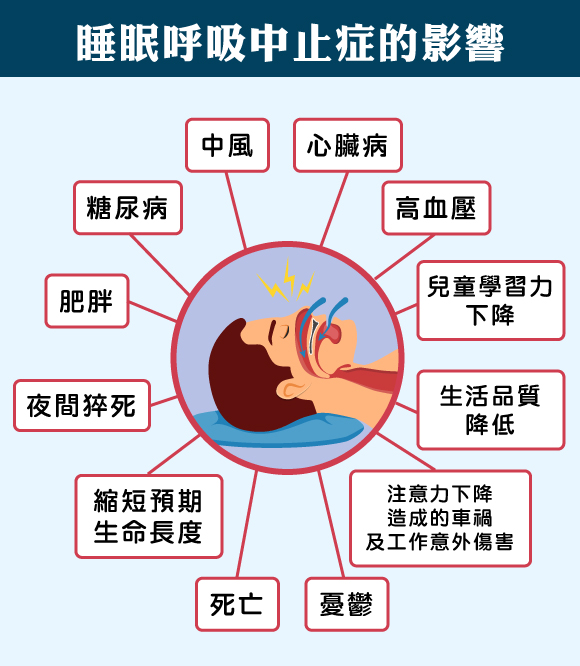 睡眠呼吸中止症的影響
中風
心臟病
糖尿病
高血壓
肥胖
兒童學習力
下降
夜間猝死
生活品質
降低
縮短預期
生命長度
注意力下降
造成的車禍
及工作意外傷害
死亡
憂鬱